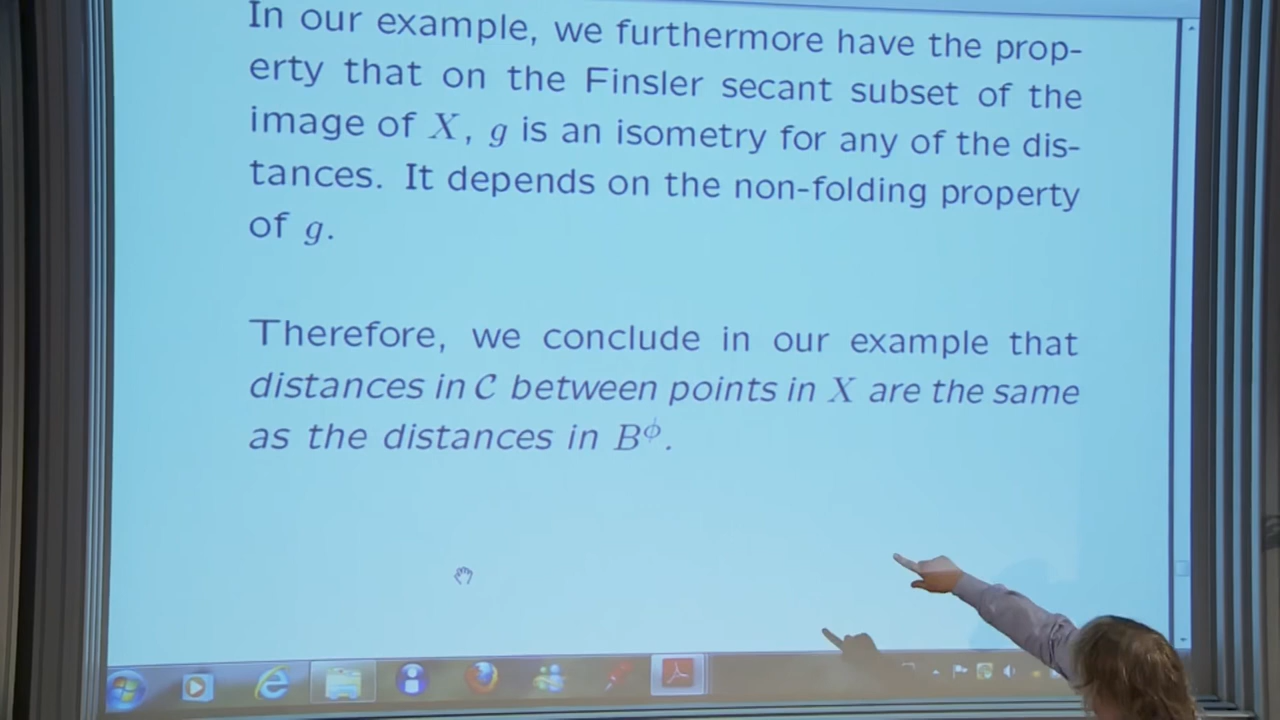 In our example, we furthermore have the prop-
erty that on the Finsler secant subset of the
image of X, g is an isometry for any of the dis-
tances. It depends on the non-folding property
of g.
Therefore, we conclude in our example that
distances in C between points in X are the same
as the distances in B^ϕ.